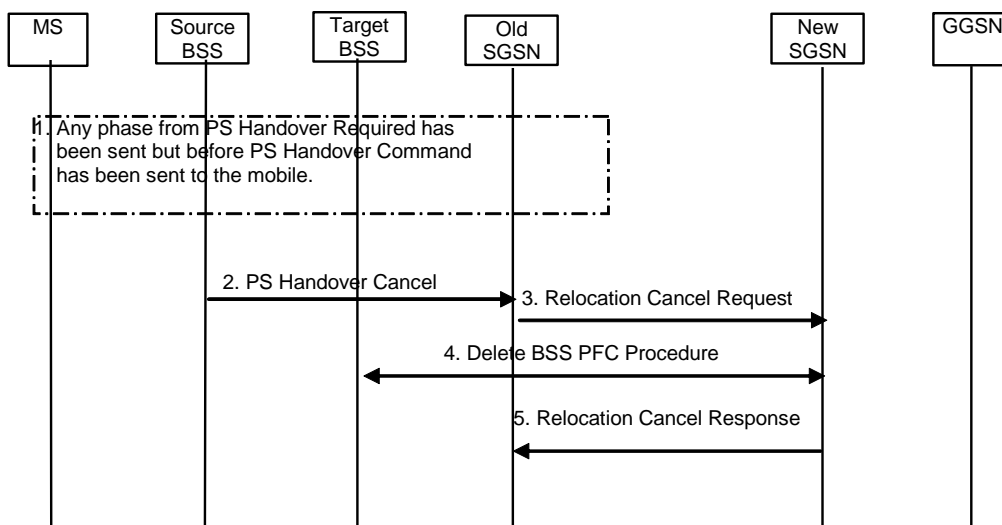 MS
Source
BSS
Target
BSS
Old
SGSN
New
SGSN
GGSN
1. Any phase from PS Handover Required has
been sent but before PS Handover Command
has been sent to the mobile.
2. PS Handover Cancel
3. Relocation Cancel Request
4. Delete BSS PFC Procedure
5. Relocation Cancel Response